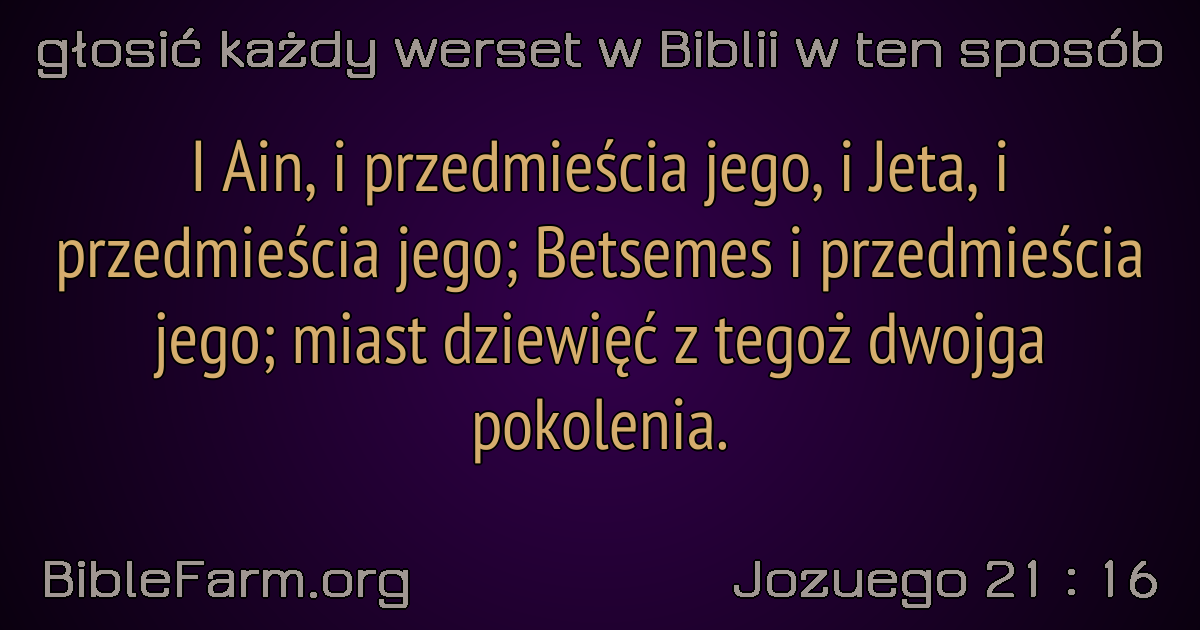 głosić każdy werset w Biblii w ten sposób
I Ain, i przedmieścia jego, i Jeta, i
przedmieścia jego; Betsemes i przedmieścia
jego; miast dziewięć z tegoż dwojga
pokolenia.
BibleFarm.org
Jozuego 21 : 16